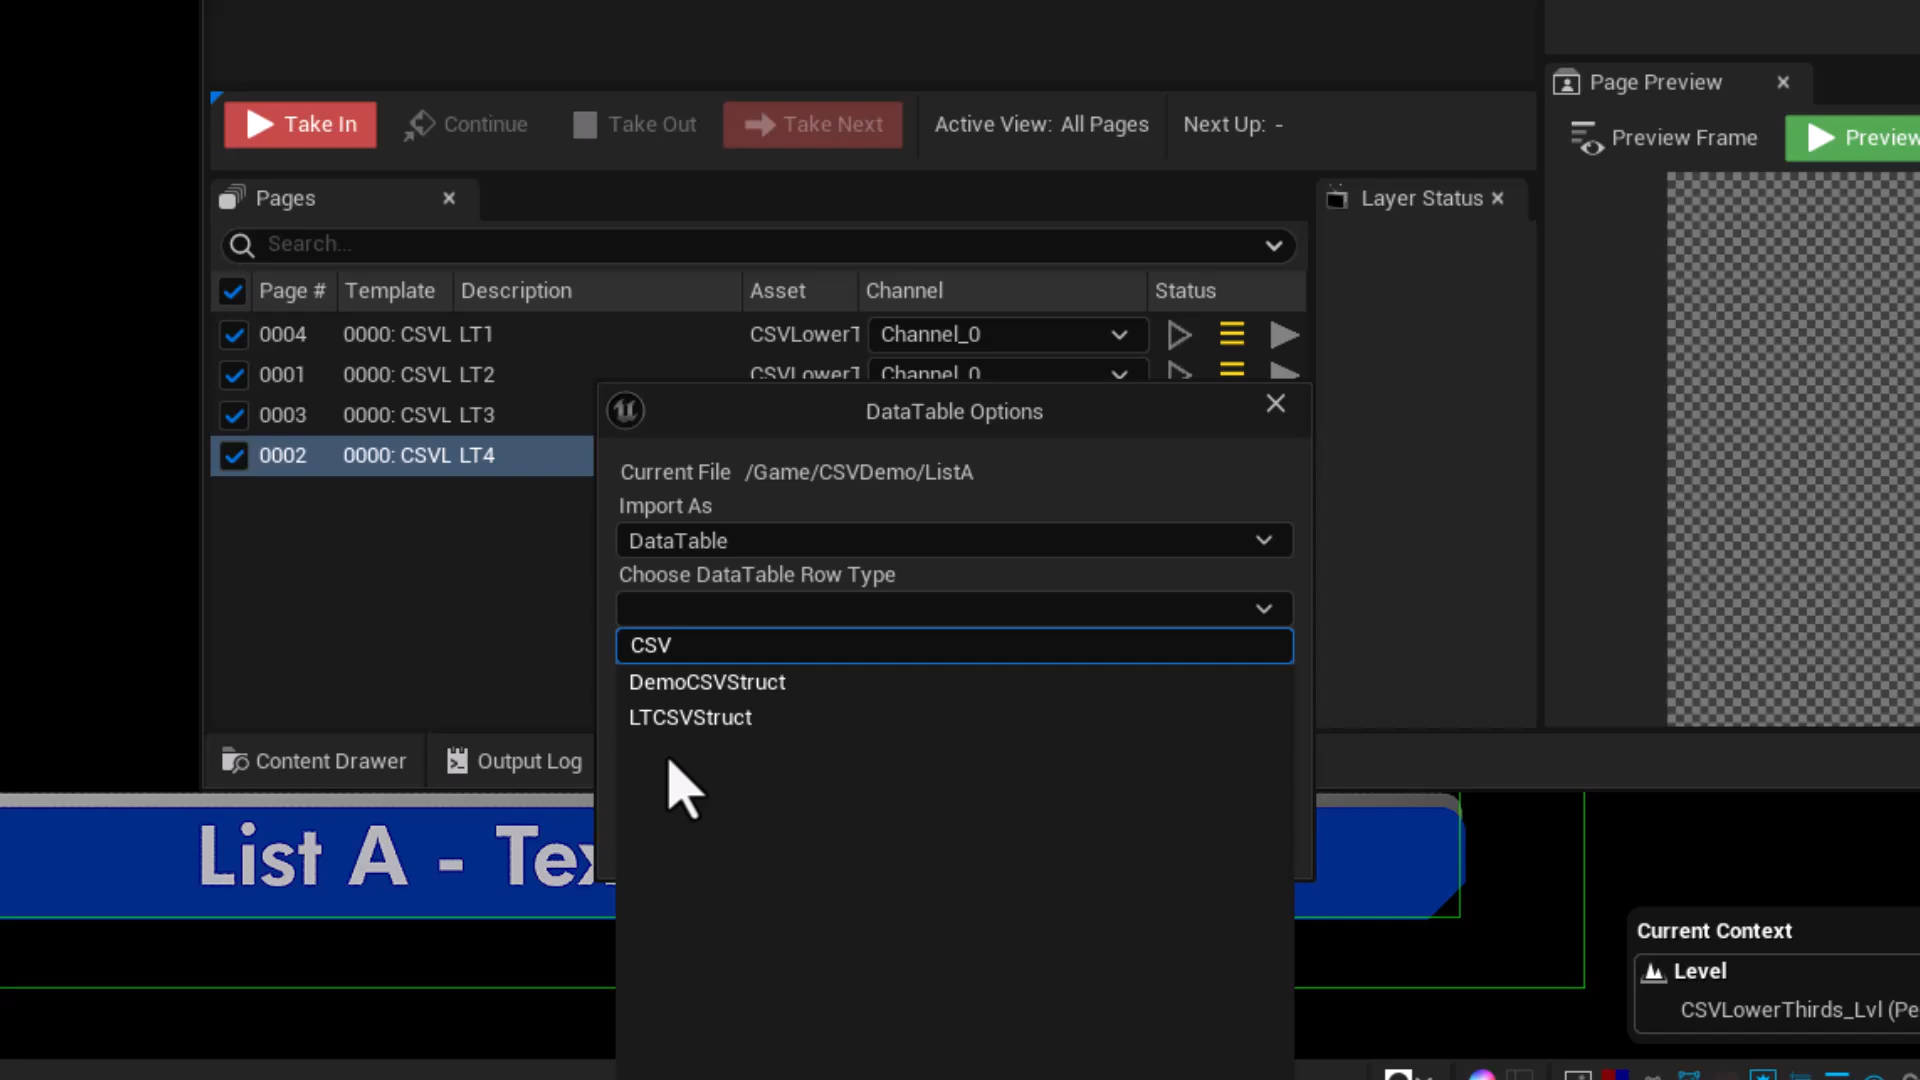 Page Preview
Take In
Continue
Take Out
Take Next
Active View: All Pages
Next Up: -
Preview Frame
Preview
Pages
Layer Status
Search...
Page #
Template
Description
Asset
Channel
Status
0004 0000: CSVL LT1 CSVLowerT Channel_0
0001 0000: CSVL LT2 CSVLowerT Channel_0
0003 0000: CSVL LT3
0002 0000: CSVL LT4
DataTable Options
Current File /Game/CSVDemo/ListA
Import As
DataTable
Choose DataTable Row Type
CSV
DemoCSVStruct
LTCSVStruct
Content Drawer
Output Log
List A - Tex
Current Context
Level
CSVLowerThirds_Lvl (Pe